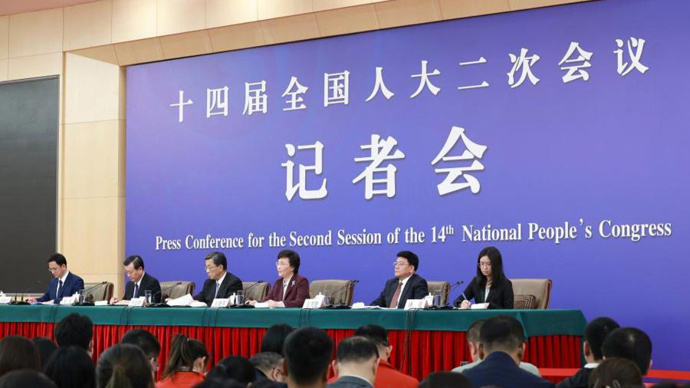 十四届全国人大二次会议
记者会
Press Conference for the Second Session of the 14th National People's Congress